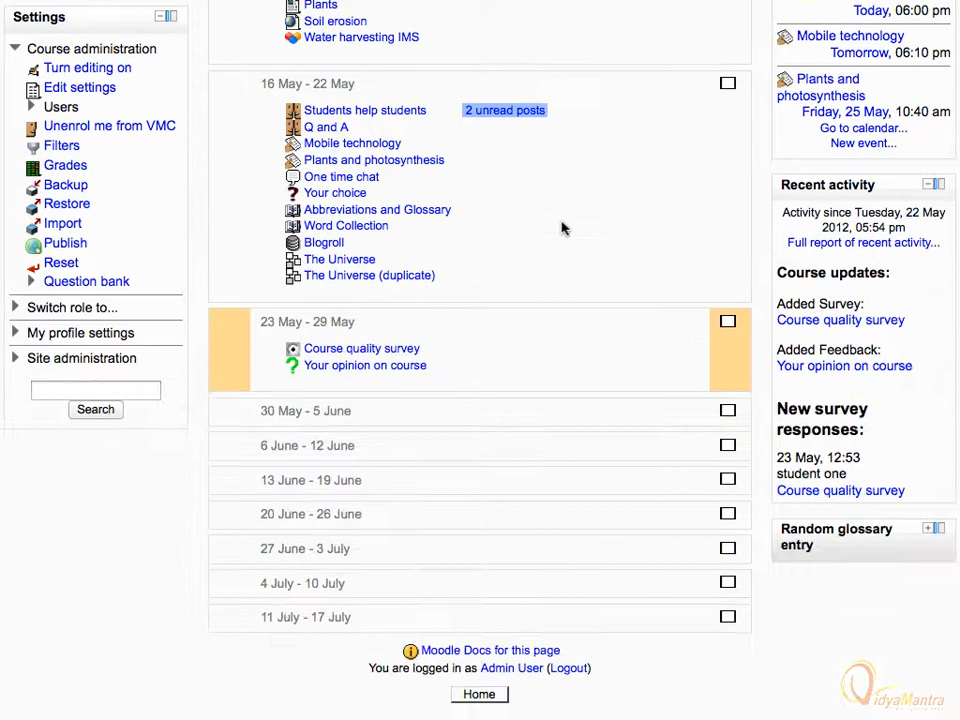 Settings
Course administration
Turn editing on
Edit settings
Users
Unenrol me from VMC
Filters
Grades
Backup
Restore
Import
Publish
Reset
Question bank
Switch role to...
My profile settings
Site administration
Search
Plants
Soil erosion
Water harvesting IMS
16 May - 22 May
Students help students 2 unread posts
Q and A
Mobile technology
Plants and photosynthesis
One time chat
Your choice
Abbreviations and Glossary
Word Collection
Blogroll
The Universe
The Universe (duplicate)
23 May - 29 May
Course quality survey
Your opinion on course
30 May - 5 June
6 June - 12 June
13 June - 19 June
20 June - 26 June
27 June - 3 July
4 July - 10 July
11 July - 17 July
Moodle Docs for this page
You are logged in as Admin User (Logout)
Home
Today, 06:00 pm
Mobile technology
Tomorrow, 06:10 pm
Plants and
photosynthesis
Friday, 25 May, 10:40 am
Go to calendar...
New event...
Recent activity
Activity since Tuesday, 22 May
2012, 05:54 pm
Full report of recent activity...
Course updates:
Added Survey:
Course quality survey
Added Feedback:
Your opinion on course
New survey
responses:
23 May, 12:53
student one
Course quality survey
Random glossary
entry
VidyaMantra